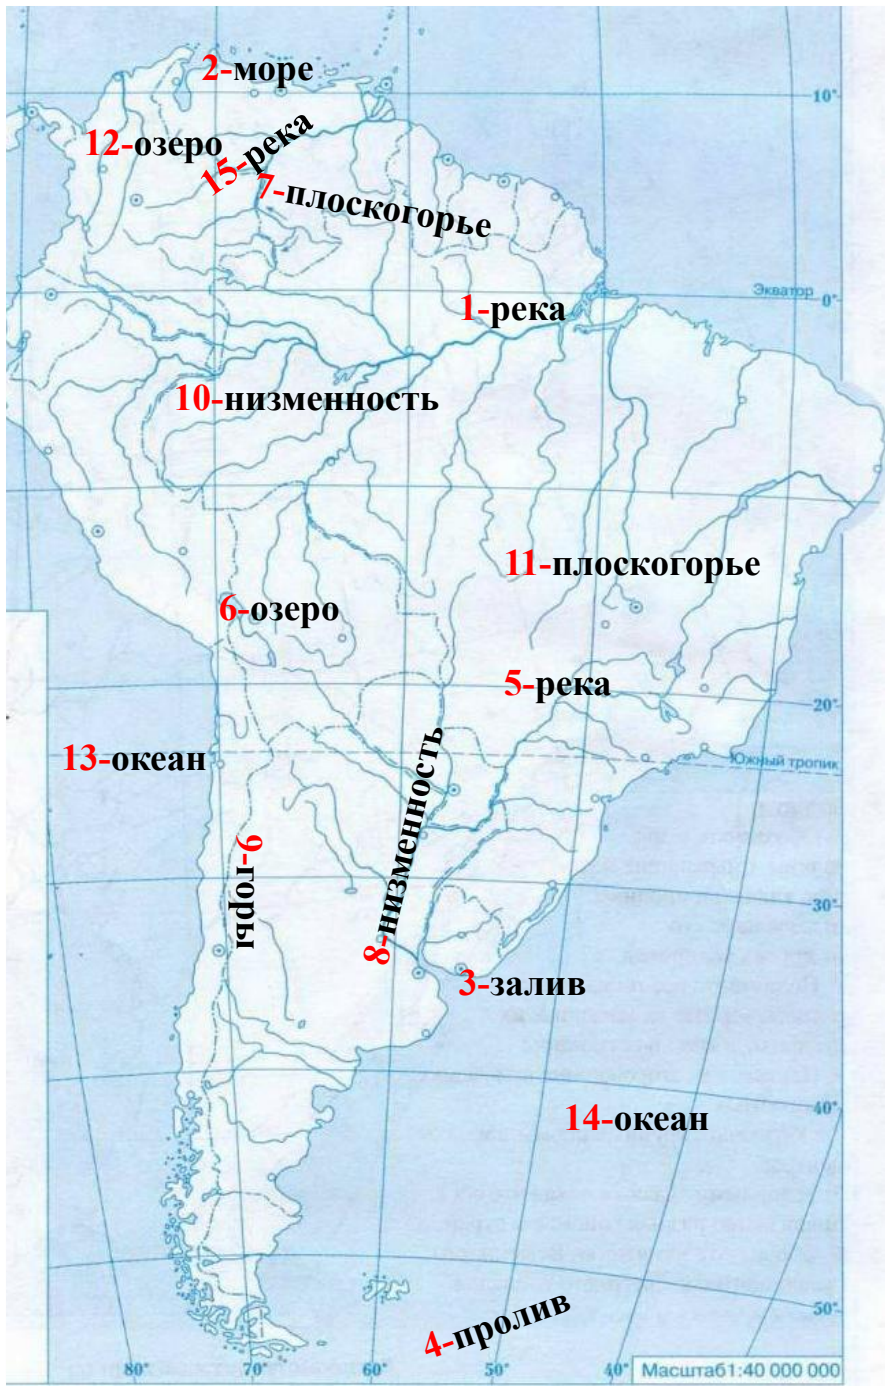 2-море
10°
12-озеро
15-река
7-плоскогорье
Экватор
0°
1-река
10-низменность
11-плоскогорье
6-озеро
5-река
20°
13-океан
Южный тропик
8-низменность
9-горы
30°
3-залив
14-океан
40°
4-пролив
50°
80°
70°
60°
50°
40°
Масштаб1:40 000 000